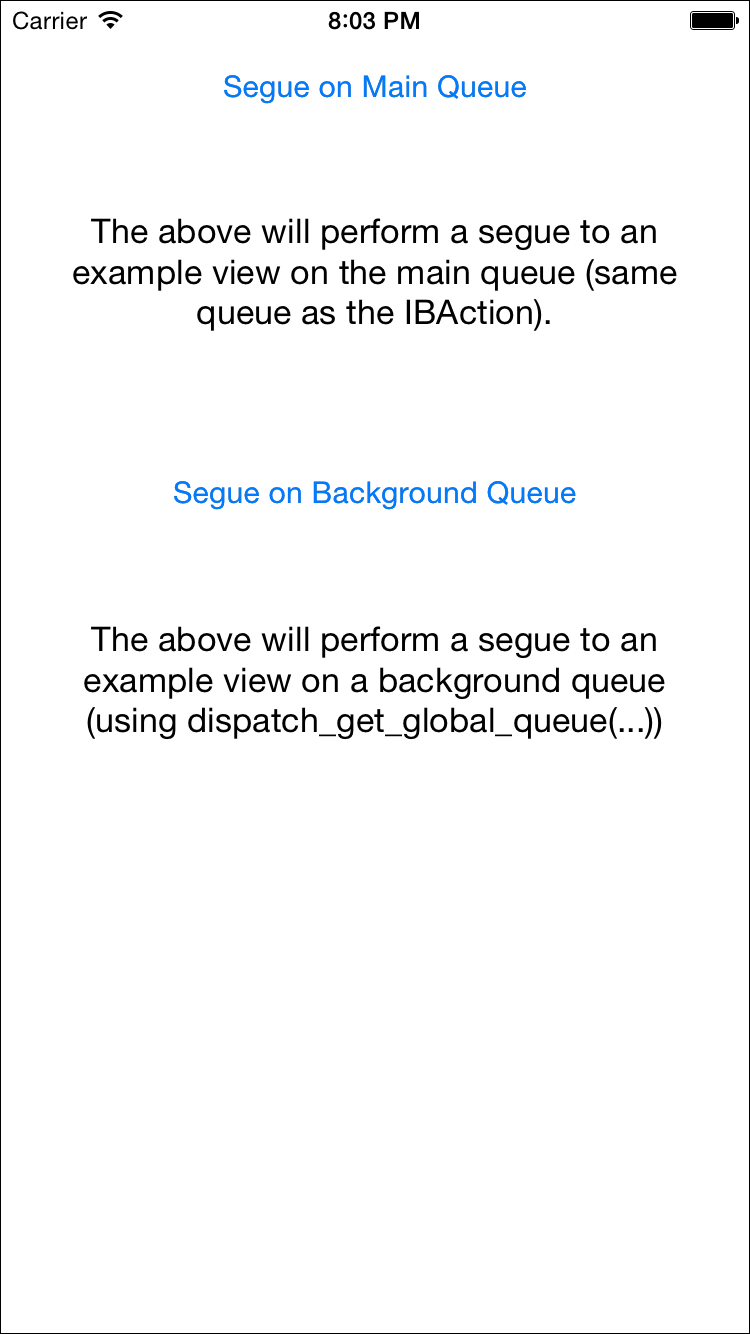 Carrier 8:03 PM
Segue on Main Queue
The above will perform a segue to an
example view on the main queue (same
queue as the IBAction).
Segue on Background Queue
The above will perform a segue to an
example view on a background queue
(using dispatch_get_global_queue(...))